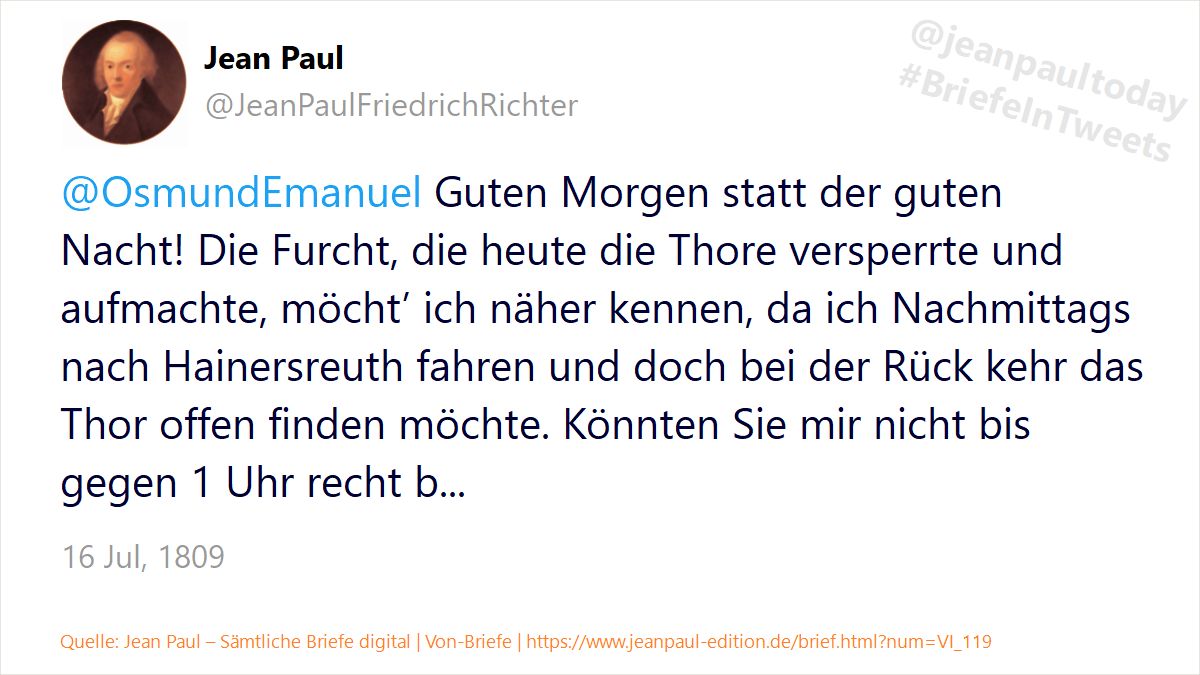 Jean Paul
@JeanPaulFriedrichRichter
@jeanpaultoday
#BriefeInTweets
@OsmundEmanuel Guten Morgen statt der guten
Nacht! Die Furcht, die heute die Thore versperrte und
aufmachte, möcht’ ich näher kennen, da ich Nachmittags
nach Hainersreuth fahren und doch bei der Rück kehr das
Thor offen finden möchte. Könnten Sie mir nicht bis
gegen 1 Uhr recht b...
16 Jul, 1809
Quelle: Jean Paul – Sämtliche Briefe digital | Von-Briefe | https://www.jeanpaul-edition.de/brief.html?num=VI_119